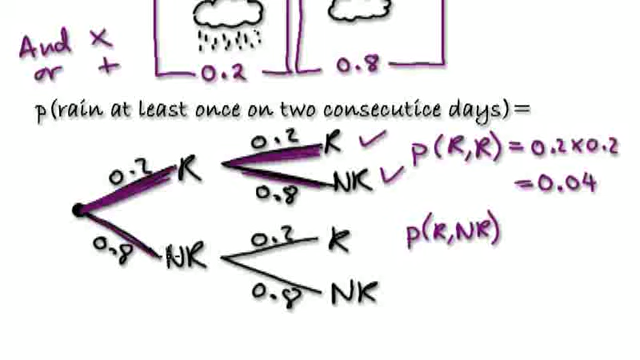 And ×
or +
0.2
0.8
p(rain at least once on two consecutice days)=
0.2
R
0.2
R ✓
0.8
NR ✓
p(R,R) = 0.2×0.2
= 0.04
0.8
NR
0.2
R
0.8
NR
p(R,NR)